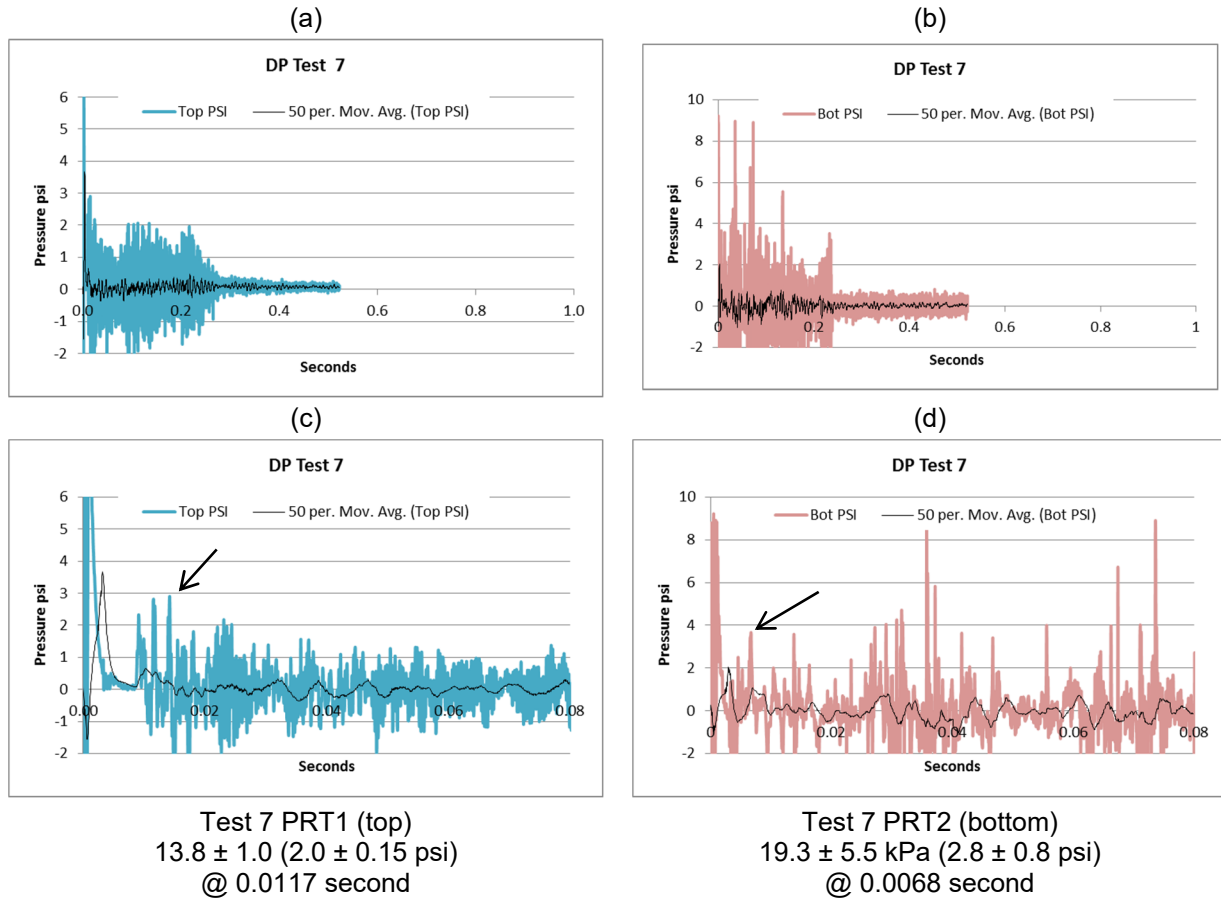 (a)
DP Test 7
Top PSI 50 per. Mov. Avg. (Top PSI)
6
5
4
3
2
1
0
-1
-2
Pressure psi
0.0 0.2 0.4 0.6 0.8 1.0
Seconds
(b)
DP Test 7
Bot PSI 50 per. Mov. Avg. (Bot PSI)
10
8
6
4
2
0
-2
Pressure psi
0 0.2 0.4 0.6 0.8 1
Seconds
(c)
DP Test 7
Top PSI 50 per. Mov. Avg. (Top PSI)
6
5
4
3
2
1
0
-1
-2
Pressure psi
0.00 0.02 0.04 0.06 0.08
Seconds
Test 7 PRT1 (top)
13.8 ± 1.0 (2.0 ± 0.15 psi)
@ 0.0117 second
(d)
DP Test 7
Bot PSI 50 per. Mov. Avg. (Bot PSI)
10
8
6
4
2
0
-2
Pressure psi
0 0.02 0.04 0.06 0.08
Seconds
Test 7 PRT2 (bottom)
19.3 ± 5.5 kPa (2.8 ± 0.8 psi)
@ 0.0068 second